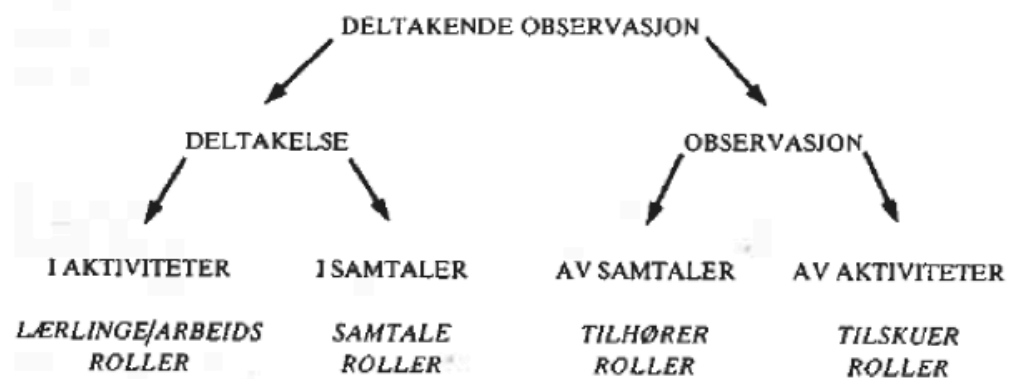 DELTAKENDE OBSERVASJON
DELTAKELSE
OBSERVASJON
I AKTIVITETER
I SAMTALER
AV SAMTALER
AV AKTIVITETER
LÆRLINGE/ARBEIDS
ROLLER
SAMTALE
ROLLER
TILHØRER
ROLLER
TILSKUER
ROLLER